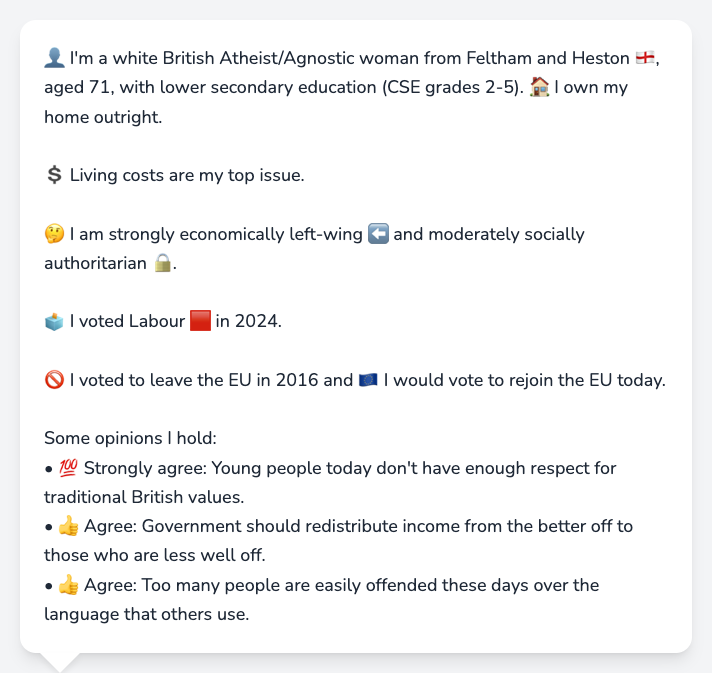 👤 I'm a white British Atheist/Agnostic woman from Feltham and Heston 🏴󠁧󠁢󠁥󠁮󠁧󠁿,
aged 71, with lower secondary education (CSE grades 2-5). 🏠 I own my
home outright.
💲 Living costs are my top issue.
🤔 I am strongly economically left-wing ⬅️ and moderately socially
authoritarian 🔒.
🗳️ I voted Labour 🟥 in 2024.
🚫 I voted to leave the EU in 2016 and 🇪🇺 I would vote to rejoin the EU today.
Some opinions I hold:
• 💯 Strongly agree: Young people today don't have enough respect for
traditional British values.
• 👍 Agree: Government should redistribute income from the better off to
those who are less well off.
• 👍 Agree: Too many people are easily offended these days over the
language that others use.